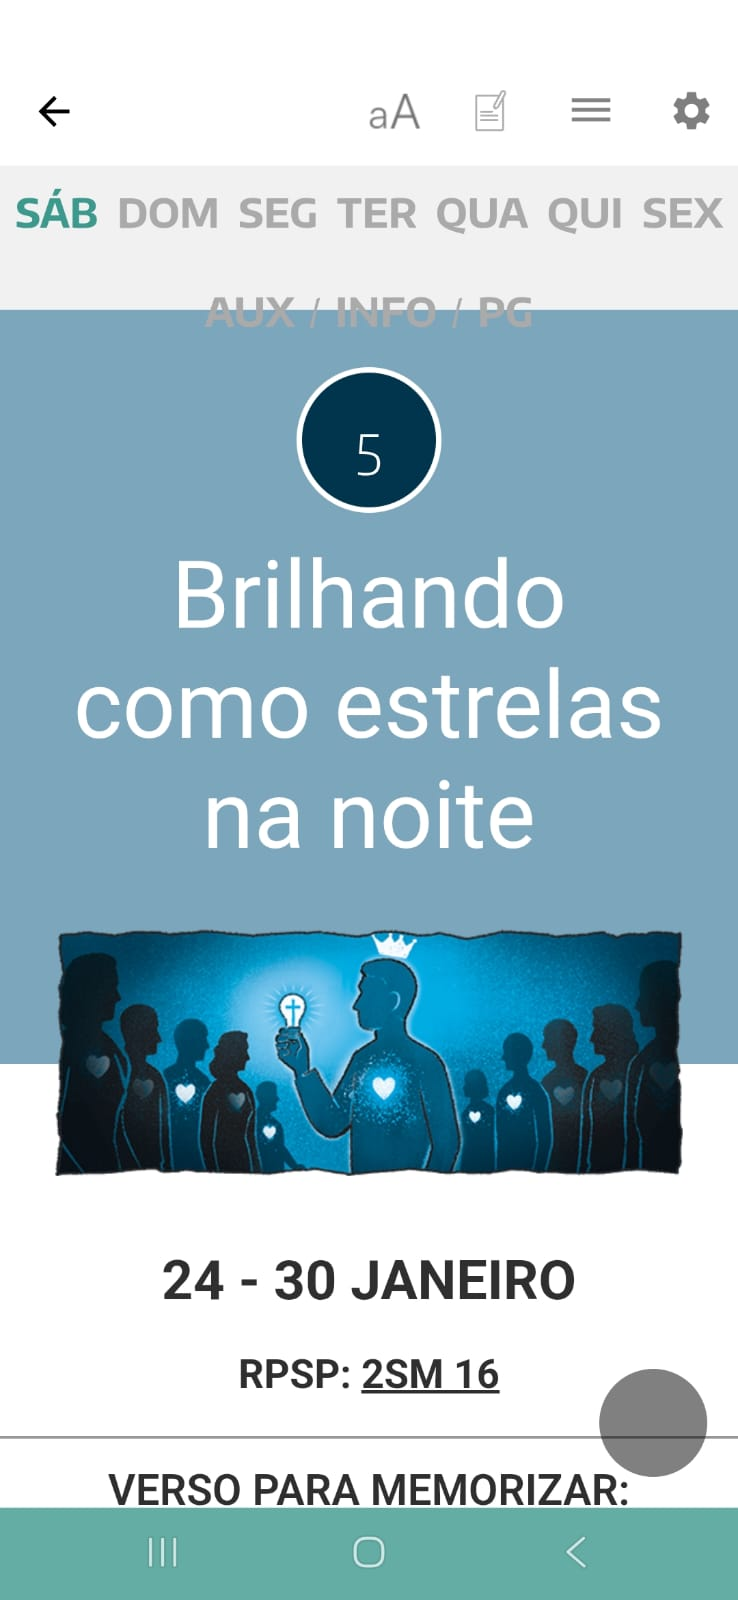 aA
SÁB DOM SEG TER QUA QUI SEX
AUX / INFO / PG
5
Brilhando
como estrelas
na noite
24 - 30 JANEIRO
RPSP: 2SM 16
VERSO PARA MEMORIZAR: